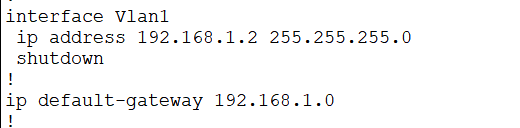 interface Vlan1
 ip address 192.168.1.2 255.255.255.0
 shutdown
!
ip default-gateway 192.168.1.0
!